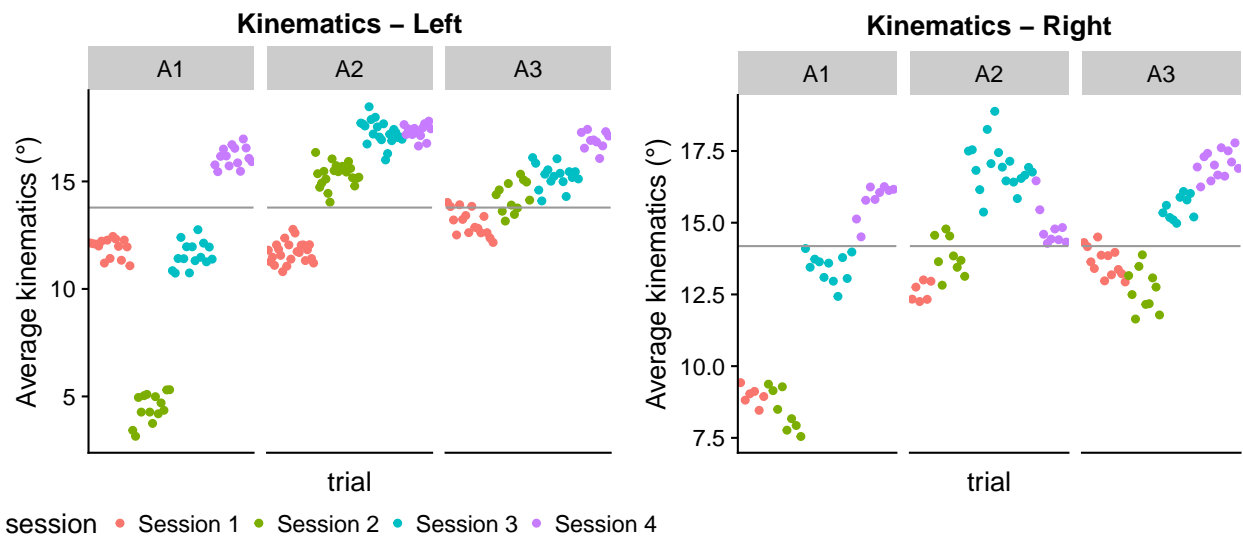 Kinematics – Left
A1 A2 A3
Average kinematics (°)
15
10
5
trial
Kinematics – Right
A1 A2 A3
Average kinematics (°)
17.5
15.0
12.5
10.0
7.5
trial
session Session 1 Session 2 Session 3 Session 4